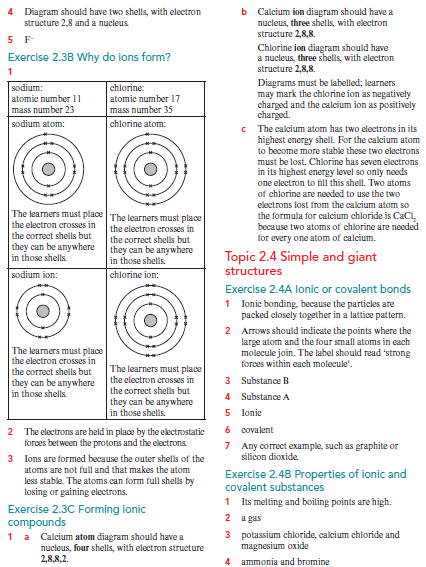 4 Diagram should have two shells, with electron
structure 2,8 and a nucleus.
5 F-
Exercise 2.3B Why do ions form?
1
sodium:
atomic number 11
mass number 23
chlorine:
atomic number 17
mass number 35
sodium atom:
The learners must place
the electron crosses in
the correct shells but
they can be anywhere
in those shells.
chlorine atom:
The learners must place
the electron crosses in
the correct shells but
they can be anywhere
in those shells.
sodium ion:
The learners must place
the electron crosses in
the correct shells but
they can be anywhere
in those shells.
chlorine ion:
The learners must place
the electron crosses in
the correct shells but
they can be anywhere
in those shells.
2 The electrons are held in place by the electrostatic
forces between the protons and the electrons.
3 Ions are formed because the outer shells of the
atoms are not full and that makes the atom
less stable. The atoms can form full shells by
losing or gaining electrons.
Exercise 2.3C Forming ionic
compounds
1 a Calcium atom diagram should have a
nucleus, four shells, with electron structure
2,8,8,2.
b Calcium ion diagram should have a
nucleus, three shells, with electron
structure 2,8,8.
Chlorine ion diagram should have
a nucleus, three shells, with electron
structure 2,8,8.
Diagrams must be labelled; learners
may mark the chlorine ion as negatively
charged and the calcium ion as positively
charged.
c The calcium atom has two electrons in its
highest energy shell. For the calcium atom
to become more stable these two electrons
must be lost. Chlorine has seven electrons
in its highest energy level so only needs
one electron to fill this shell. Two atoms
of chlorine are needed to use the two
electrons lost from the calcium atom so
the formula for calcium chloride is CaCl₂
because two atoms of chlorine are needed
for every one atom of calcium.
Topic 2.4 Simple and giant
structures
Exercise 2.4A Ionic or covalent bonds
1 Ionic bonding, because the particles are
packed closely together in a lattice pattern.
2 Arrows should indicate the points where the
large atom and the four small atoms in each
molecule join. The label should read ‘strong
forces within each molecule’.
3 Substance B
4 Substance A
5 Ionic
6 covalent
7 Any correct example, such as graphite or
silicon dioxide.
Exercise 2.4B Properties of ionic and
covalent substances
1 Its melting and boiling points are high.
2 a gas
3 potassium chloride, calcium chloride and
magnesium oxide
4 ammonia and bromine